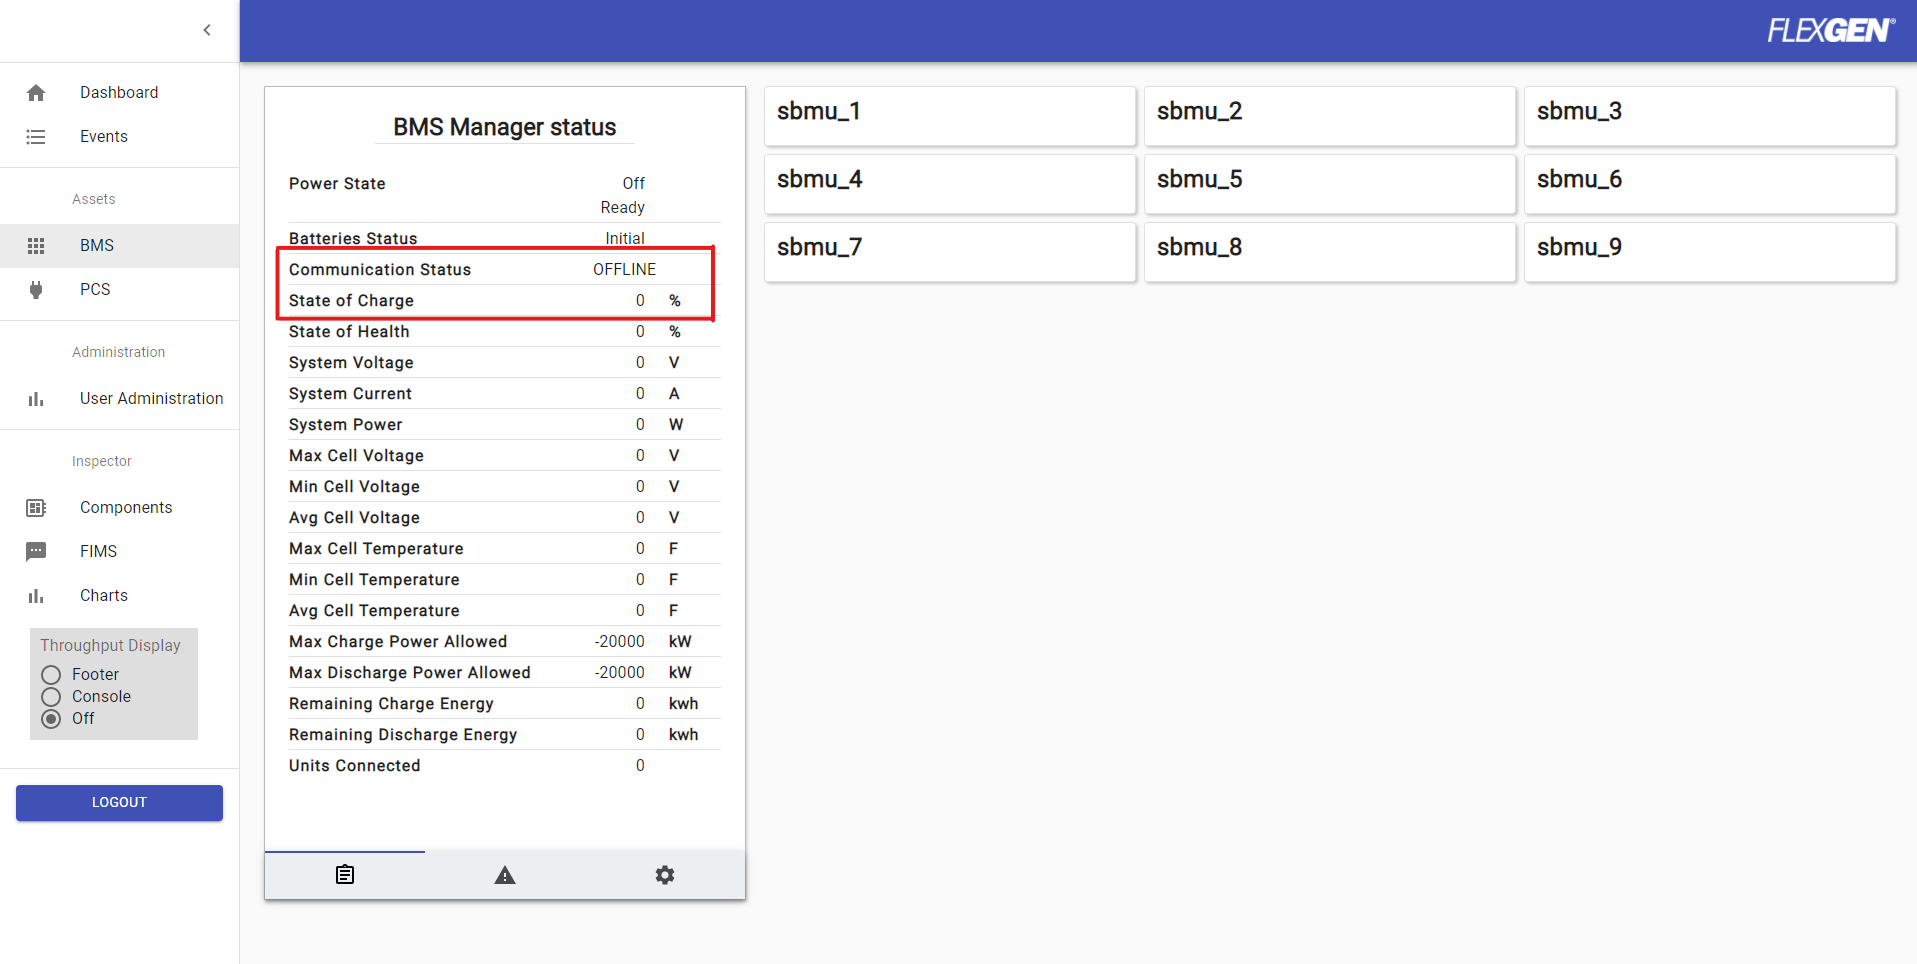 FLEXGEN®
Dashboard
Events
Assets
BMS
PCS
Administration
User Administration
Inspector
Components
FIMS
Charts
Throughput Display
Footer
Console
Off
LOGOUT
BMS Manager status
Power State Off
Ready
Batteries Status Initial
Communication Status OFFLINE
State of Charge 0 %
State of Health 0 %
System Voltage 0 V
System Current 0 A
System Power 0 W
Max Cell Voltage 0 V
Min Cell Voltage 0 V
Avg Cell Voltage 0 V
Max Cell Temperature 0 F
Min Cell Temperature 0 F
Avg Cell Temperature 0 F
Max Charge Power Allowed -20000 kW
Max Discharge Power Allowed -20000 kW
Remaining Charge Energy 0 kwh
Remaining Discharge Energy 0 kwh
Units Connected 0
sbmu_1 sbmu_2 sbmu_3
sbmu_4 sbmu_5 sbmu_6
sbmu_7 sbmu_8 sbmu_9